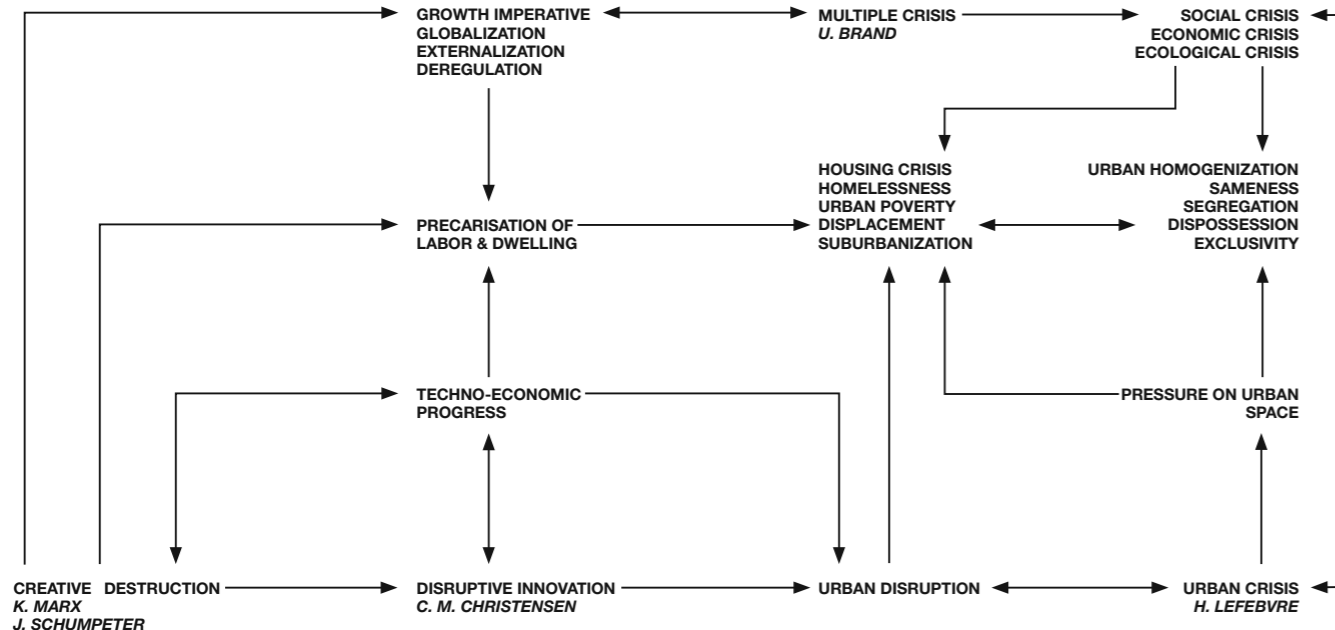 GROWTH IMPERATIVE
GLOBALIZATION
EXTERNALIZATION
DEREGULATION
MULTIPLE CRISIS
U. BRAND
SOCIAL CRISIS
ECONOMIC CRISIS
ECOLOGICAL CRISIS
PRECARISATION OF
LABOR & DWELLING
HOUSING CRISIS
HOMELESSNESS
URBAN POVERTY
DISPLACEMENT
SUBURBANIZATION
URBAN HOMOGENIZATION
SAMENESS
SEGREGATION
DISPOSSESSION
EXCLUSIVITY
TECHNO-ECONOMIC
PROGRESS
PRESSURE ON URBAN
SPACE
CREATIVE DESTRUCTION
K. MARX
J. SCHUMPETER
DISRUPTIVE INNOVATION
C. M. CHRISTENSEN
URBAN DISRUPTION
URBAN CRISIS
H. LEFEBVRE